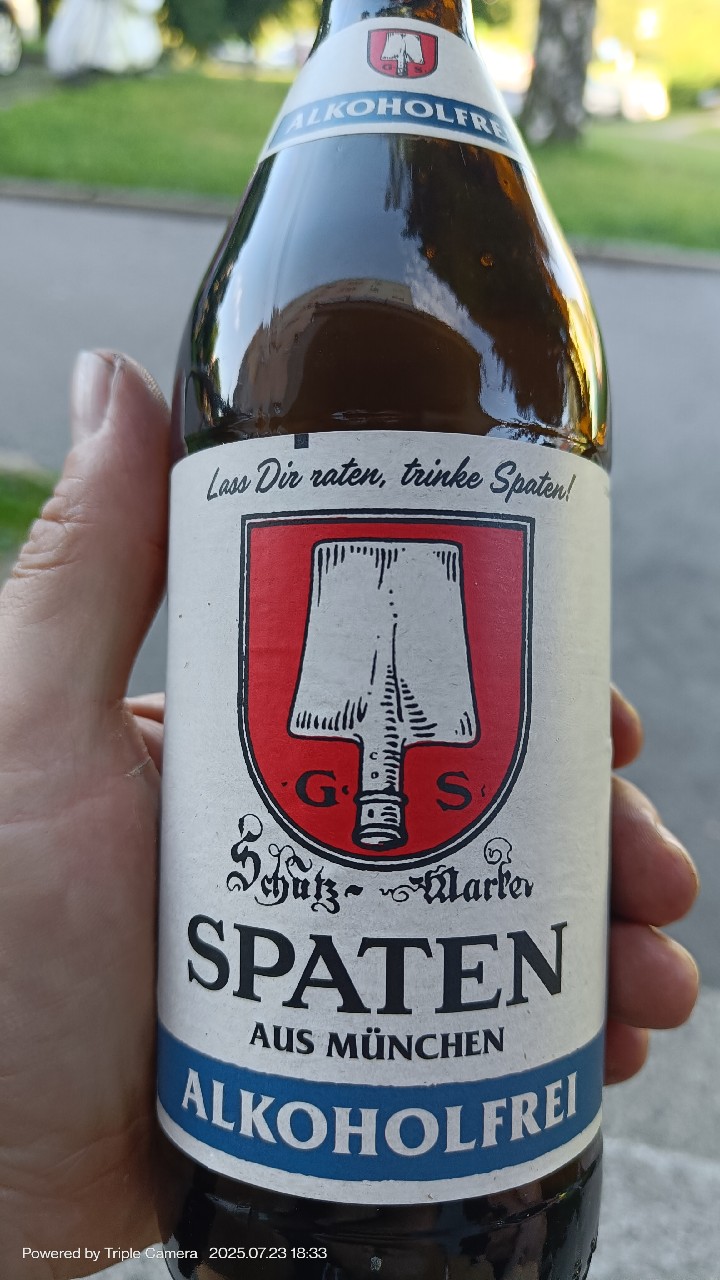 G S
ALKOHOLFREI
Lass Dir raten, trinke Spaten!
G S
Schutz-Marke
SPATEN
AUS MÜNCHEN
ALKOHOLFREI
Powered by Triple Camera 2025.07.23 18:33